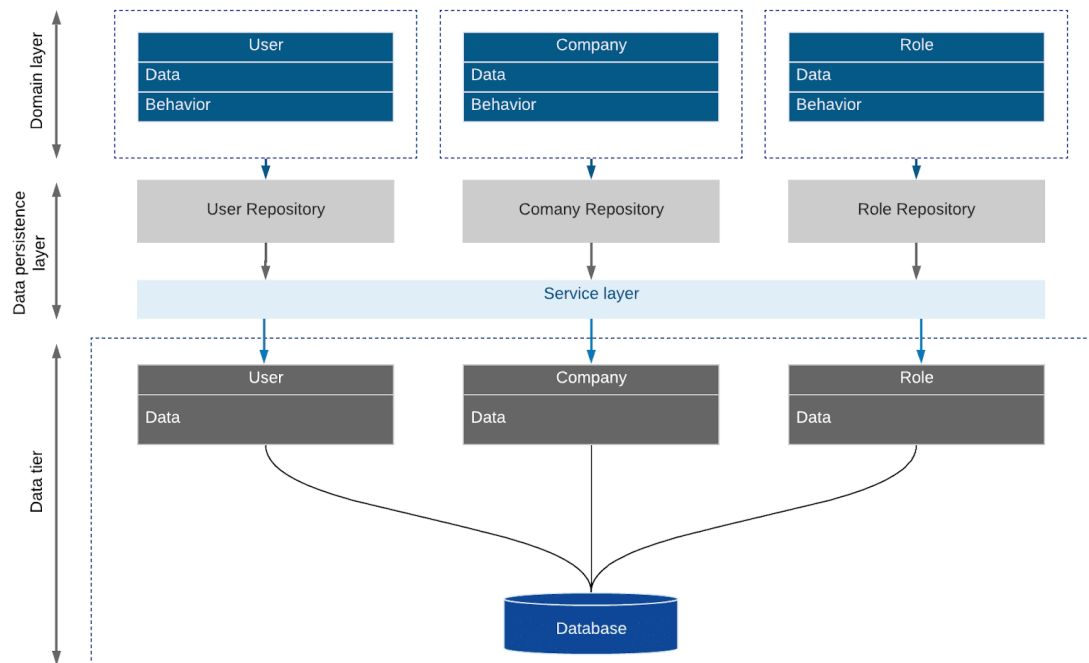 Domain layer
User
Data
Behavior
Company
Data
Behavior
Role
Data
Behavior
Data persistence
layer
User Repository
Comany Repository
Role Repository
Service layer
Data tier
User
Data
Company
Data
Role
Data
Database